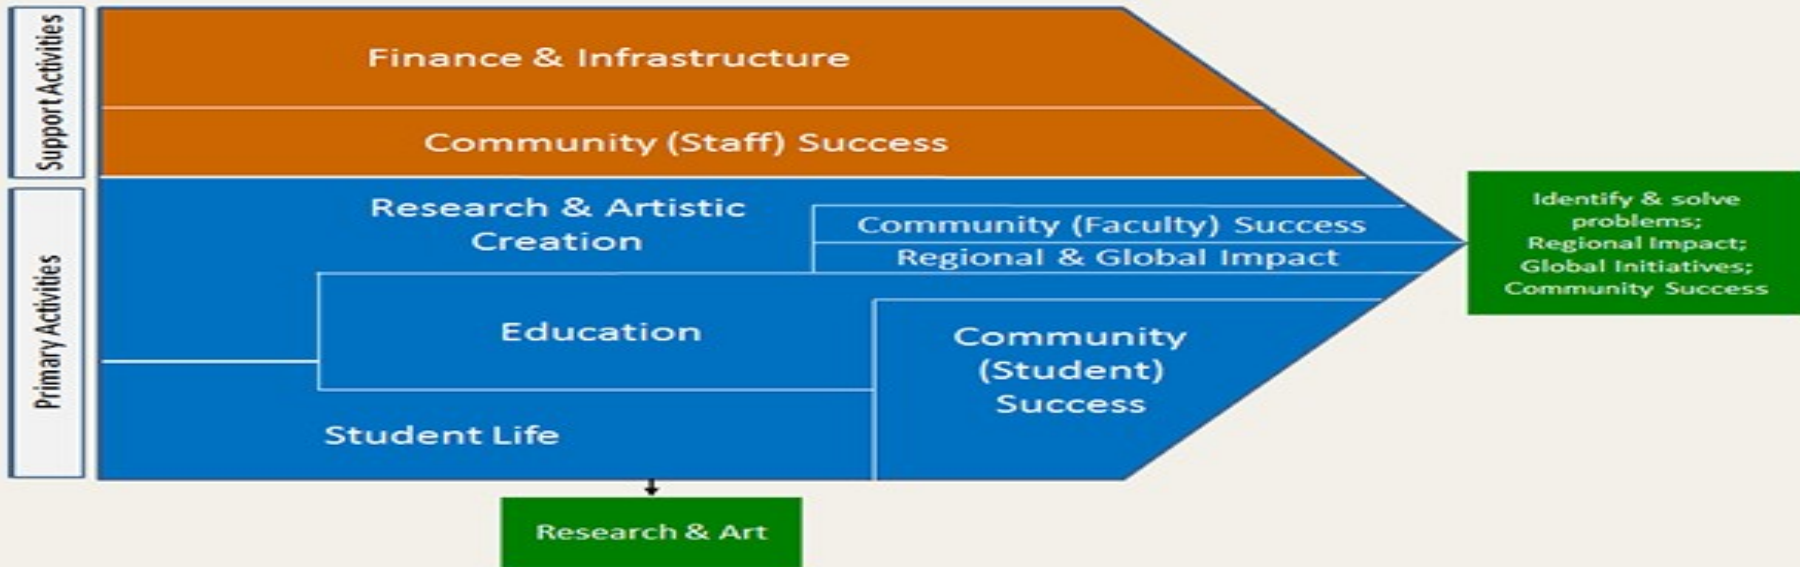 Support Activities
Finance & Infrastructure
Community (Staff) Success
Primary Activities
Research & Artistic
Creation
Community (Faculty) Success
Regional & Global Impact
Education
Community
(Student)
Success
Student Life
Identify & solve
problems;
Regional Impact;
Global Initiatives;
Community Success
Research & Art